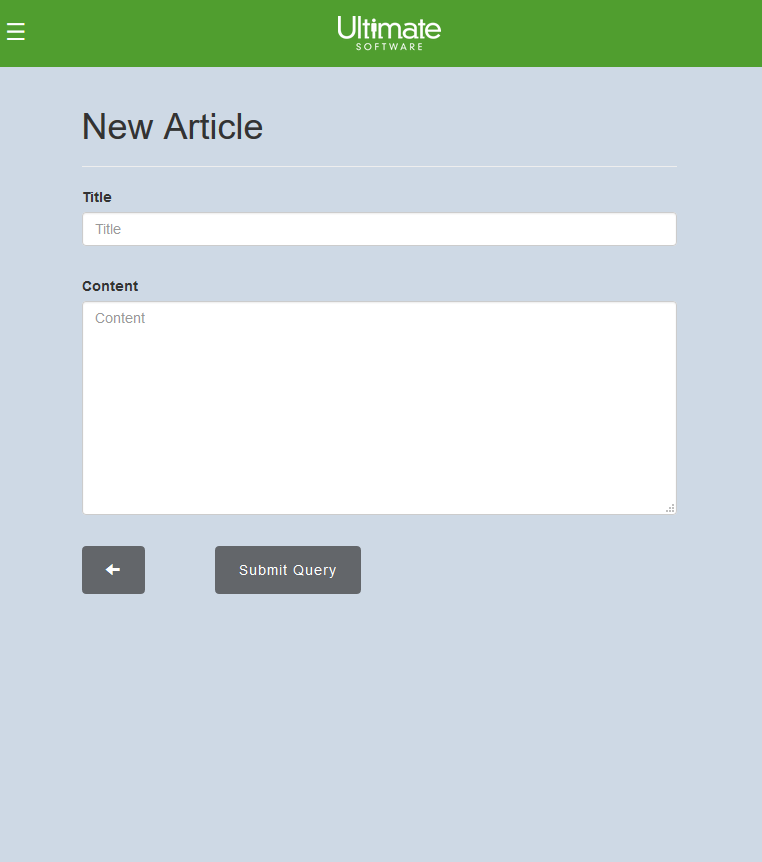 Ultimate
SOFTWARE
New Article
Title
Title
Content
Content
Submit Query